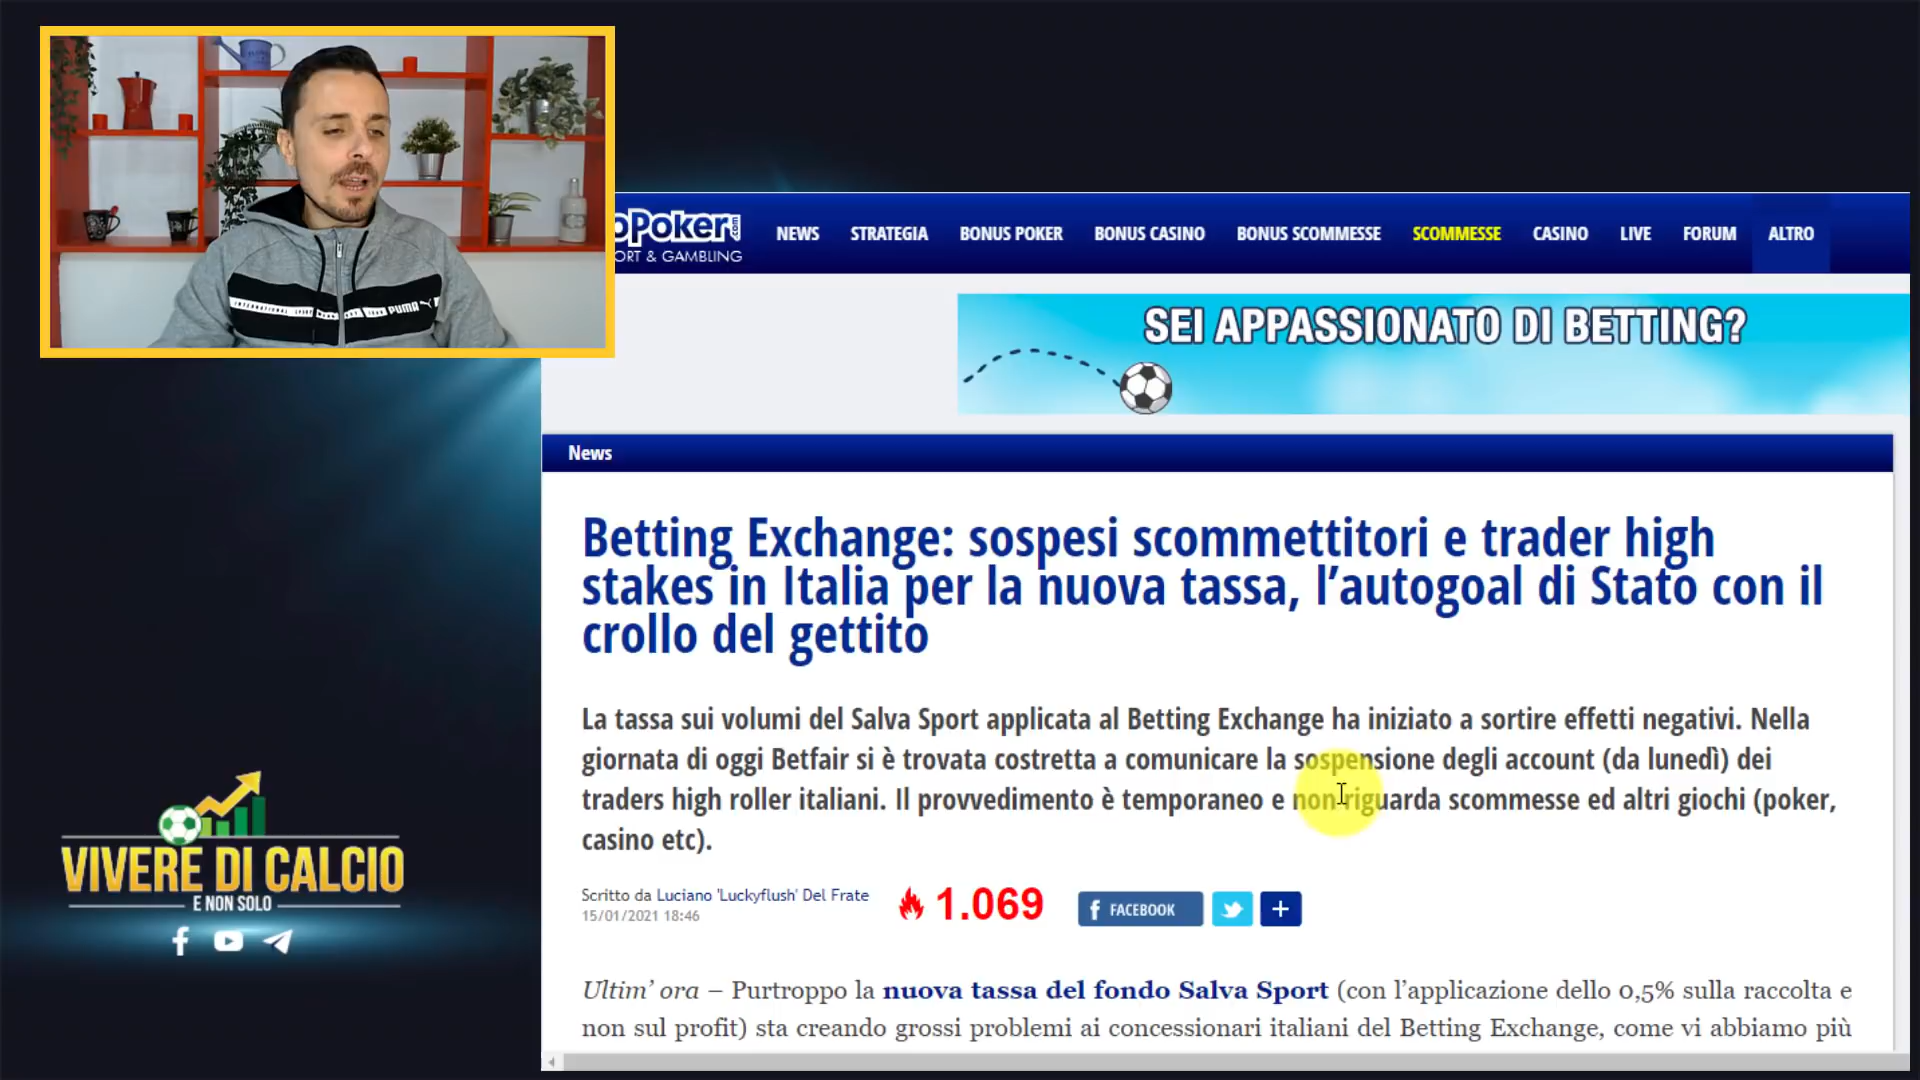 oPoker.com
ORT & GAMBLING
NEWS STRATEGIA BONUS POKER BONUS CASINO BONUS SCOMMESSE SCOMMESSE CASINO LIVE FORUM ALTRO
PUMA
SEI APPASSIONATO DI BETTING?
News
Betting Exchange: sospesi scommettitori e trader high
stakes in Italia per la nuova tassa, l’autogoal di Stato con il
crollo del gettito
La tassa sui volumi del Salva Sport applicata al Betting Exchange ha iniziato a sortire effetti negativi. Nella
giornata di oggi Betfair si è trovata costretta a comunicare la sospensione degli account (da lunedì) dei
traders high roller italiani. Il provvedimento è temporaneo e non riguarda scommesse ed altri giochi (poker,
casino etc).
Scritto da Luciano 'Luckyflush' Del Frate
15/01/2021 18:46
1.069
FACEBOOK
+
Ultim’ ora – Purtroppo la nuova tassa del fondo Salva Sport (con l’applicazione dello 0,5% sulla raccolta e
non sul profit) sta creando grossi problemi ai concessionari italiani del Betting Exchange, come vi abbiamo più
VIVERE DI CALCIO
E NON SOLO